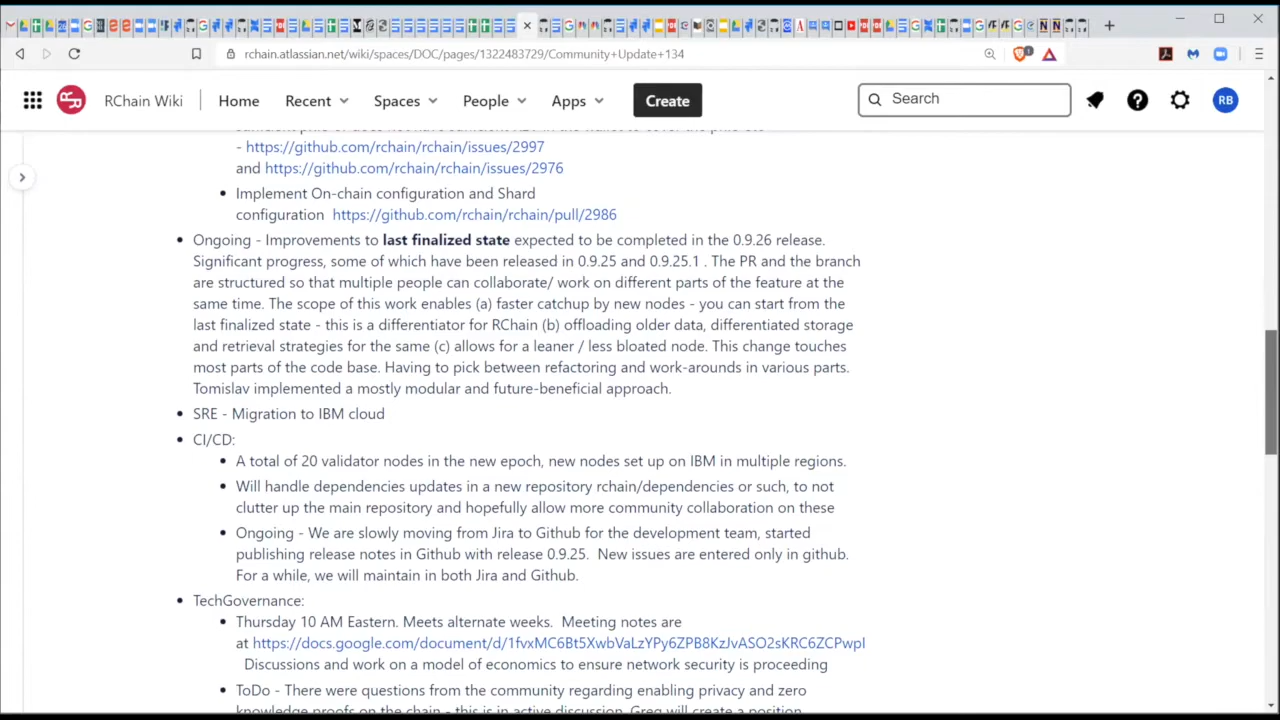 rchain.atlassian.net/wiki/spaces/DOC/pages/1322483729/Community+Update+134
RChain Wiki
Home
Recent
Spaces
People
Apps
Create
Search
RB
- https://github.com/rchain/rchain/issues/2997
and https://github.com/rchain/rchain/issues/2976
Implement On-chain configuration and Shard
configuration https://github.com/rchain/rchain/pull/2986
Ongoing - Improvements to last finalized state expected to be completed in the 0.9.26 release.
Significant progress, some of which have been released in 0.9.25 and 0.9.25.1 . The PR and the branch
are structured so that multiple people can collaborate/ work on different parts of the feature at the
same time. The scope of this work enables (a) faster catchup by new nodes - you can start from the
last finalized state - this is a differentiator for RChain (b) offloading older data, differentiated storage
and retrieval strategies for the same (c) allows for a leaner / less bloated node. This change touches
most parts of the code base. Having to pick between refactoring and work-arounds in various parts.
Tomislav implemented a mostly modular and future-beneficial approach.
SRE - Migration to IBM cloud
CI/CD:
A total of 20 validator nodes in the new epoch, new nodes set up on IBM in multiple regions.
Will handle dependencies updates in a new repository rchain/dependencies or such, to not
clutter up the main repository and hopefully allow more community collaboration on these
Ongoing - We are slowly moving from Jira to Github for the development team, started
publishing release notes in Github with release 0.9.25. New issues are entered only in github.
For a while, we will maintain in both Jira and Github.
TechGovernance:
Thursday 10 AM Eastern. Meets alternate weeks. Meeting notes are
at https://docs.google.com/document/d/1fvxMC6Bt5XwbVaLzYPy6ZPB8KzJvASO2sKRC6ZCPwpI
Discussions and work on a model of economics to ensure network security is proceeding
ToDo - There were questions from the community regarding enabling privacy and zero
knowledge proofs on the chain - this is in active discussion. Greg will create a position